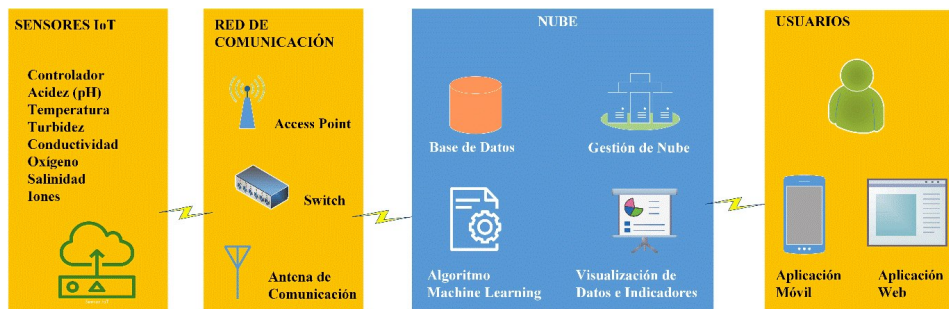 SENSORES IoT
Controlador
Acidez (pH)
Temperatura
Turbidez
Conductividad
Oxígeno
Salinidad
Iones
RED DE
COMUNICACIÓN
Access Point
Switch
Antena de
Comunicación
NUBE
Base de Datos
Gestión de Nube
Algoritmo
Machine Learning
Visualización de
Datos e Indicadores
USUARIOS
Aplicación
Móvil
Aplicación
Web